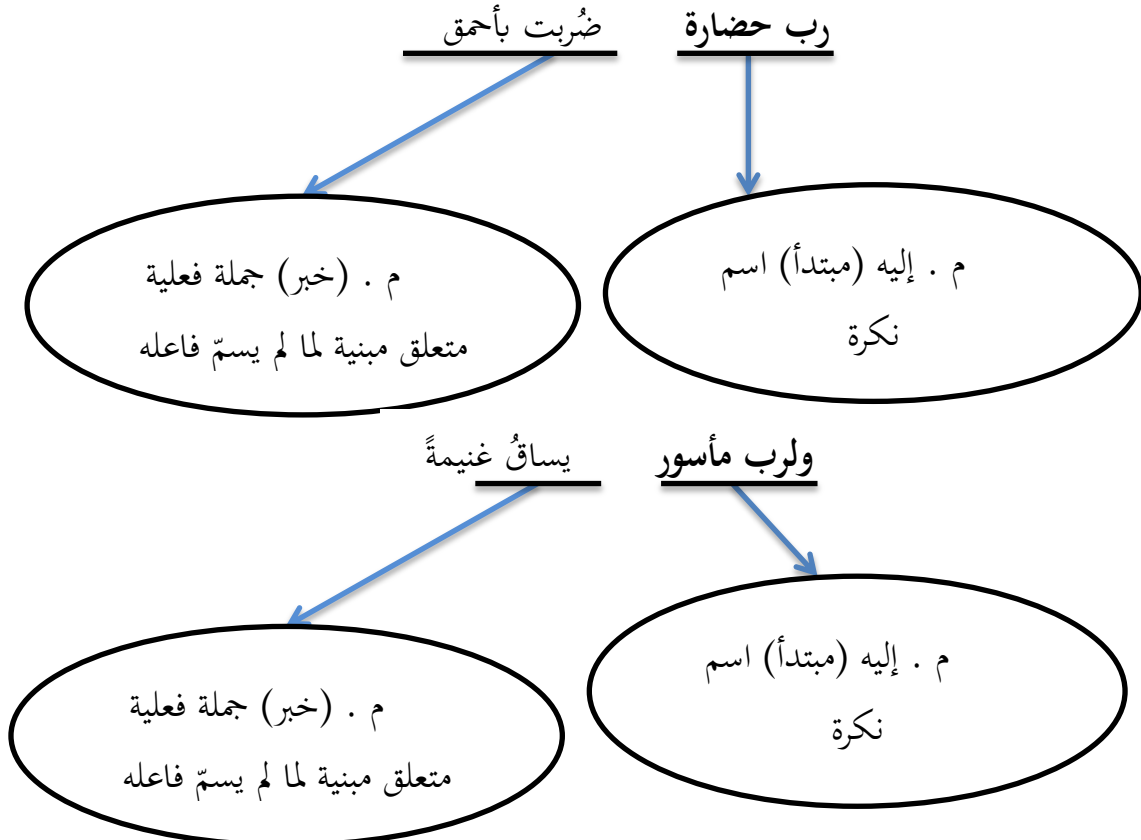 رب حضارة ضُربت بأحمق
م . إليه (مبتدأ) اسم
نكرة
م . (خبر) جملة فعلية
متعلق مبنية لما لم يسمّ فاعله
ولرب مأسور يساقُ غنيمةً
م . إليه (مبتدأ) اسم
نكرة
م . (خبر) جملة فعلية
متعلق مبنية لما لم يسمّ فاعله